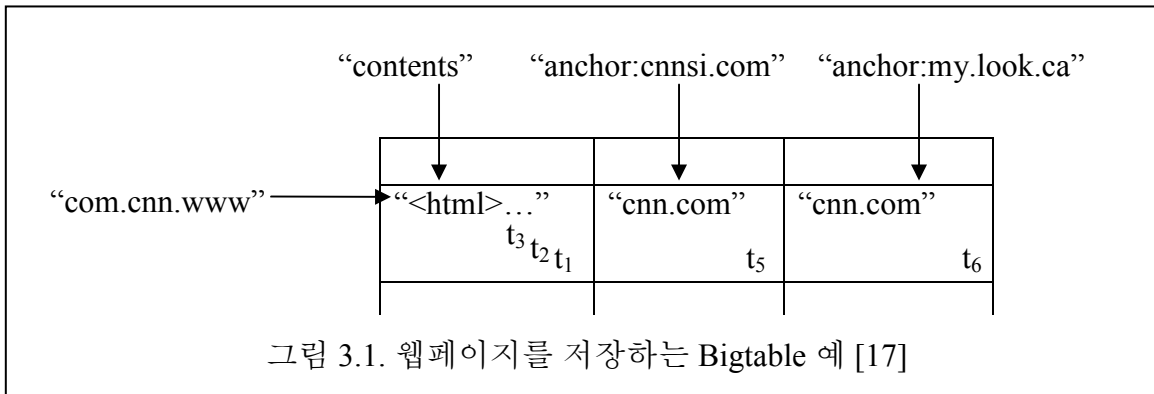 “contents” “anchor:cnnsi.com” “anchor:my.look.ca”
“com.cnn.www” “<html>…” “cnn.com” “cnn.com”
t3 t2 t1 t5 t6
그림 3.1. 웹페이지를 저장하는 Bigtable 예 [17]